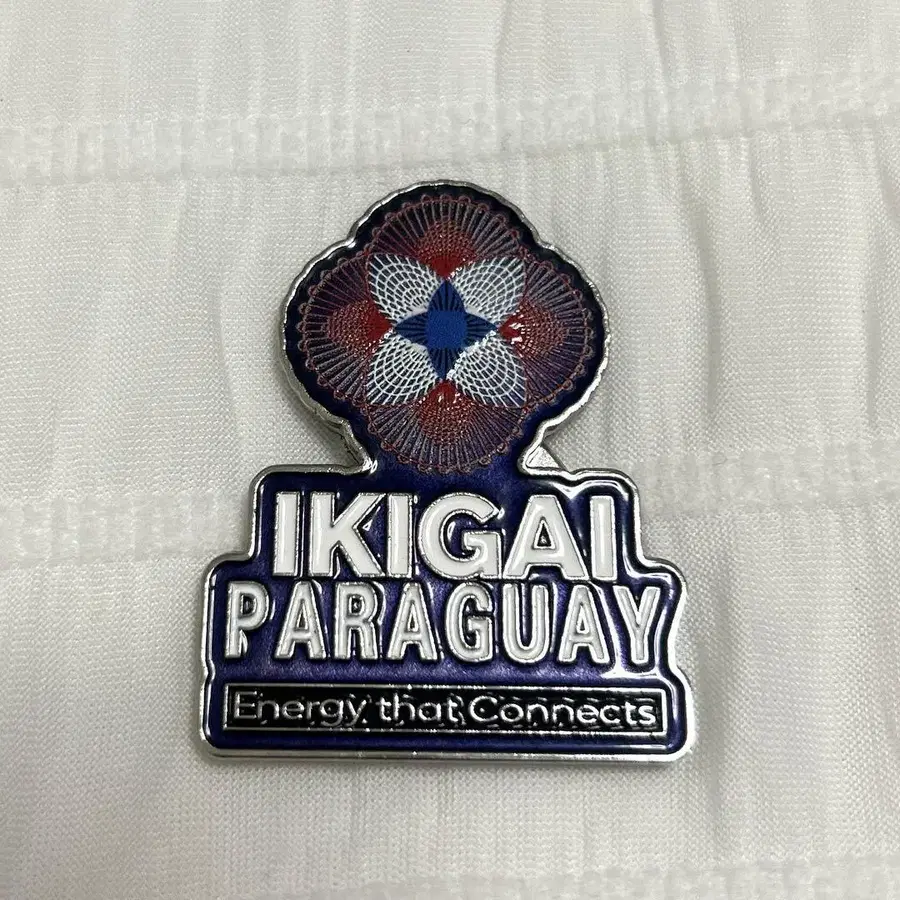 IKIGAI
PARAGUAY
Energy that Connects